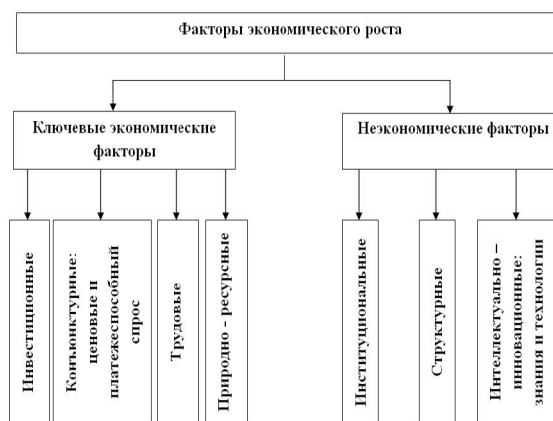 Факторы экономического роста
Ключевые экономические
факторы
Неэкономические факторы
Инвестиционные
Конъюнктурные:
ценовые и
платежеспособный
спрос
Трудовые
Природно - ресурсные
Институциональные
Структурные
Интеллектуально –
инновационные:
знания и технологии